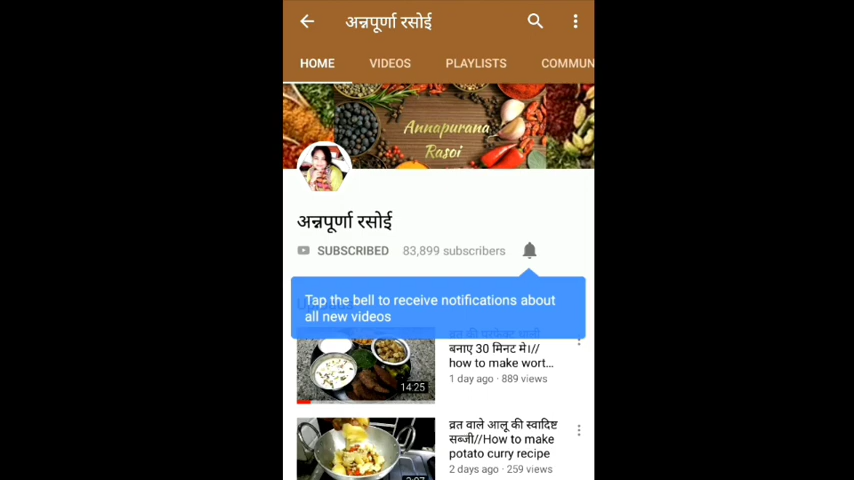 अन्नपूर्णा रसोई
HOME VIDEOS PLAYLISTS COMMUN
Annapurana
Rasoi
अन्नपूर्णा रसोई
SUBSCRIBED 83,899 subscribers
Tap the bell to receive notifications about
all new videos
बनाए 30 मिनट मे।//
how to make wort...
1 day ago · 889 views
14:25
व्रत वाले आलू की स्वादिष्ट
सब्जी//How to make
potato curry recipe
2 days ago · 259 views